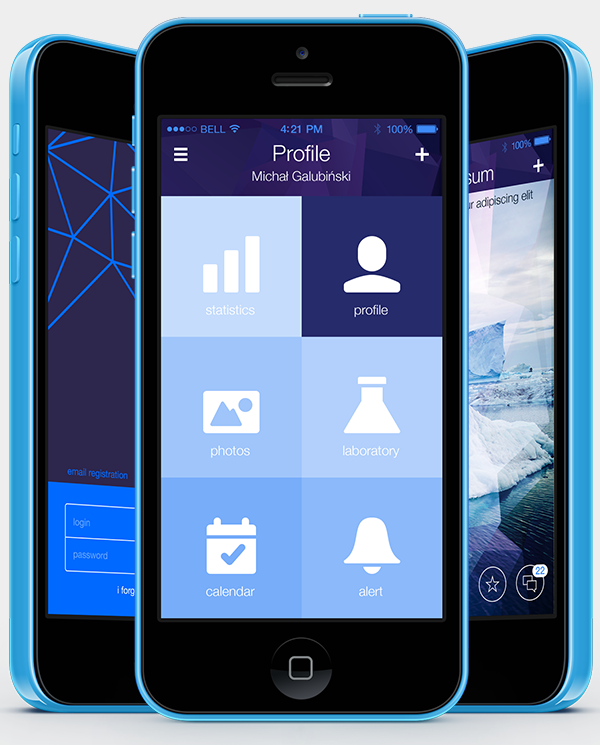 BELL
4:21 PM
100%
Profile
Michał Galubiński
statistics
profile
photos
laboratory
calendar
alert
email registration
login
password
i forg
100%
sum
ur adipiscing elit
22